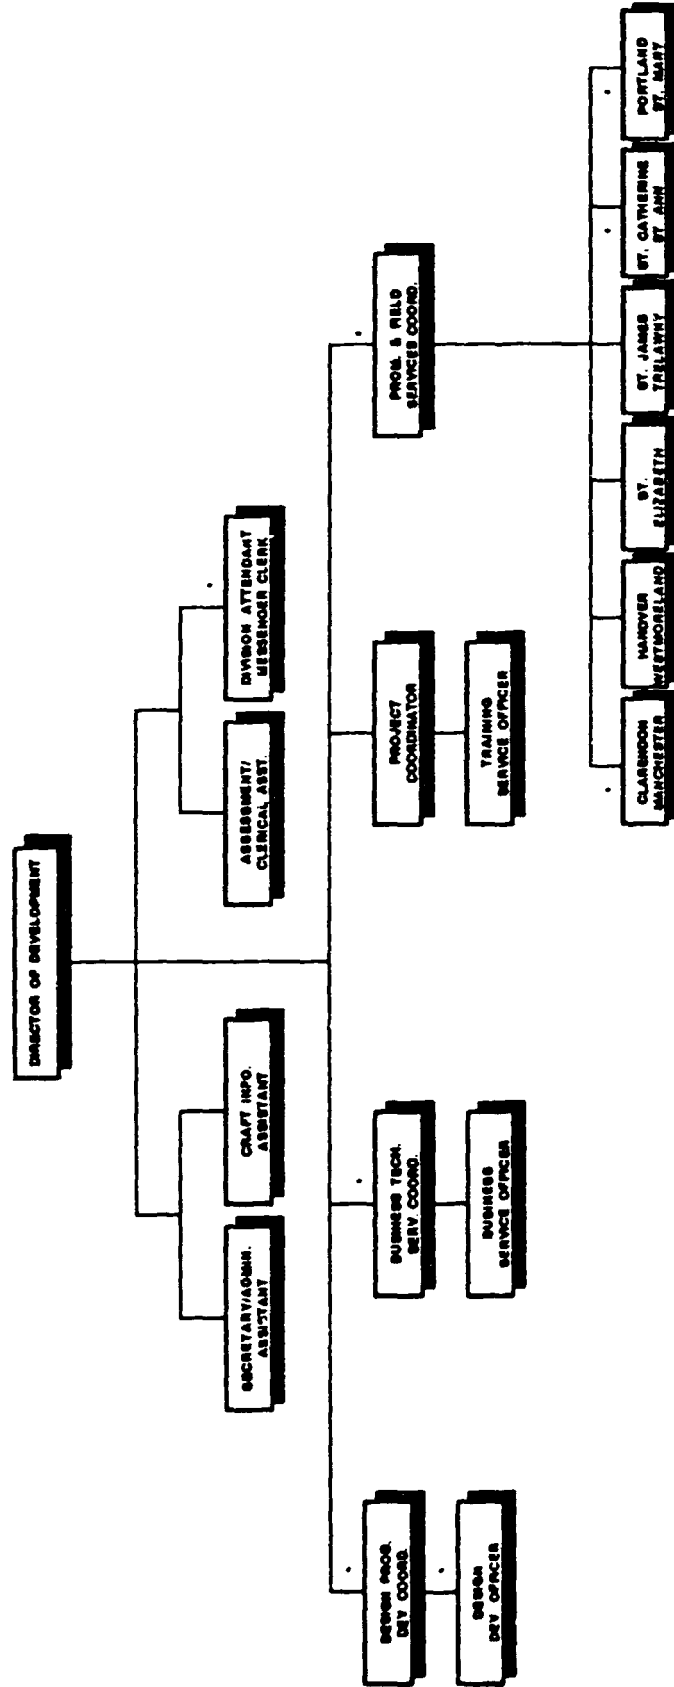 DIRECTOR OF DEVELOPMENT
SECRETARY/ADMIN.
ASSISTANT
CRAFT INFO.
ASSISTANT
ASSESSMENT/
CLERICAL ASST.
DIVISION ATTENDANT
MESSENGER CLERK
DESIGN PROG.
DEV COORD.
BUSINESS TECH.
SERV. COORD.
PROJECT
COORDINATOR
PROM. & FIELD
SERVICES COORD.
DESIGN
DEV OFFICER
BUSINESS
SERVICE OFFICER
TRAINING
SERVICE OFFICER
CLARENDON
MANCHESTER
HANOVER
WESTMORELAND
ST.
ELIZABETH
ST. JAMES
TRELAWNY
ST. CATHERINE
ST ANN
PORTLAND
ST. MARY